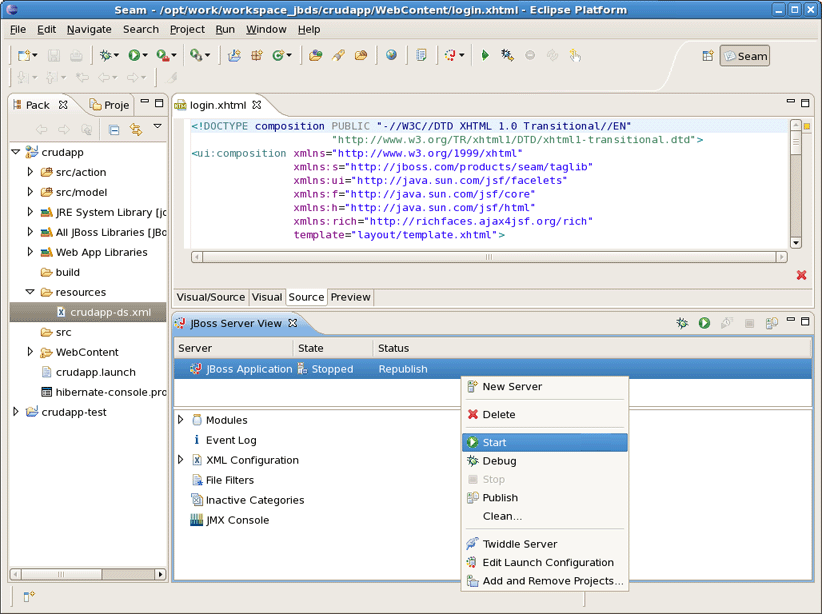 Seam - /opt/work/workspace_jbds/crudapp/WebContent/login.xhtml - Eclipse Platform
File Edit Navigate Search Project Run Window Help
Seam
Pack Proje
crudapp
src/action
src/model
JRE System Library [jd
All JBoss Libraries [JBo
Web App Libraries
build
resources
crudapp-ds.xml
src
WebContent
crudapp.launch
hibernate-console.pro
crudapp-test
login.xhtml
<!DOCTYPE composition PUBLIC "-//W3C//DTD XHTML 1.0 Transitional//EN"
"http://www.w3.org/TR/xhtml1/DTD/xhtml1-transitional.dtd">
<ui:composition xmlns="http://www.w3.org/1999/xhtml"
xmlns:s="http://jboss.com/products/seam/taglib"
xmlns:ui="http://java.sun.com/jsf/facelets"
xmlns:f="http://java.sun.com/jsf/core"
xmlns:h="http://java.sun.com/jsf/html"
xmlns:rich="http://richfaces.ajax4jsf.org/rich"
template="layout/template.xhtml">
Visual/Source Visual Source Preview
JBoss Server View
Server State Status
JBoss Application Stopped Republish
Modules
Event Log
XML Configuration
File Filters
Inactive Categories
JMX Console
New Server
Delete
Start
Debug
Stop
Publish
Clean...
Twiddle Server
Edit Launch Configuration
Add and Remove Projects...